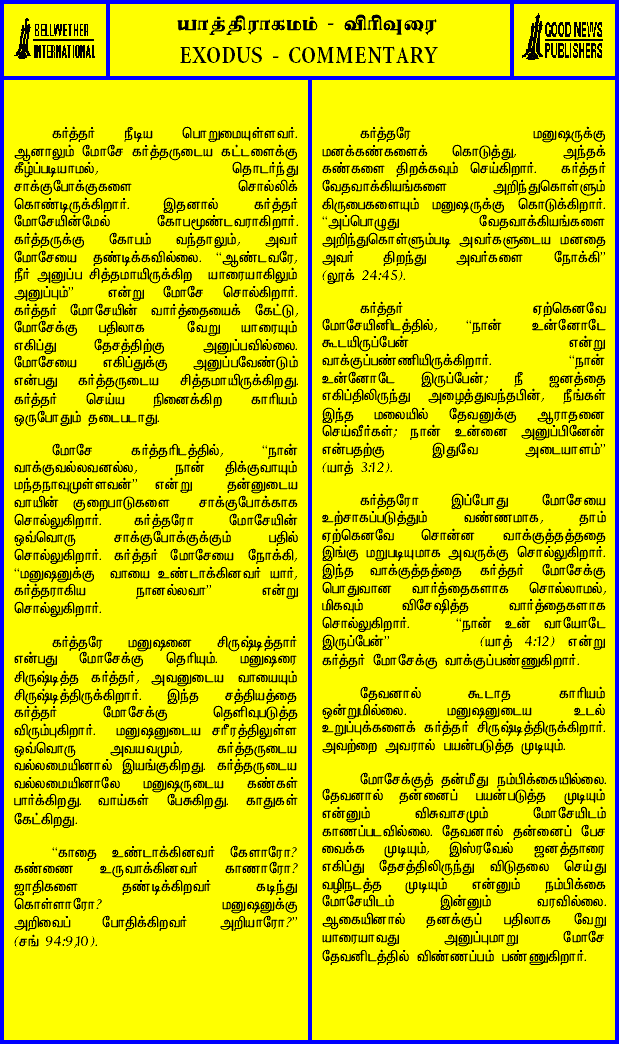 BELLWETHER
INTERNATIONAL
யாத்திராகமம் - விரிவுரை
EXODUS - COMMENTARY
GOOD NEWS
PUBLISHERS
கர்த்தர் நீடிய பொறுமையுள்ளவர்.
ஆனாலும் மோசே கர்த்தருடைய கட்டளைக்கு
கீழ்ப்படியாமல், தொடர்ந்து
சாக்குபோக்குகளை சொல்லிக்
கொண்டிருக்கிறார். இதனால் கர்த்தர்
மோசேயின்மேல் கோபமூண்டவராகிறார்.
கர்த்தருக்கு கோபம் வந்தாலும், அவர்
மோசேயை தண்டிக்கவில்லை. “ஆண்டவரே,
நீர் அனுப்ப சித்தமாயிருக்கிற யாரையாகிலும்
அனுப்பும்” என்று மோசே சொல்கிறார்.
கர்த்தர் மோசேயின் வார்த்தையைக் கேட்டு,
மோசேக்கு பதிலாக வேறு யாரையும்
எகிப்து தேசத்திற்கு அனுப்பவில்லை.
மோசேயை எகிப்துக்கு அனுப்பவேண்டும்
என்பது கர்த்தருடைய சித்தமாயிருக்கிறது.
கர்த்தர் செய்ய நினைக்கிற காரியம்
ஒருபோதும் தடைபடாது.
மோசே கர்த்தரிடத்தில், “நான்
வாக்குவல்லவனல்ல, நான் திக்குவாயும்
மந்தநாவுமுள்ளவன்” என்று தன்னுடைய
வாயின் குறைபாடுகளை சாக்குபோக்காக
சொல்லுகிறார். கர்த்தரோ மோசேயின்
ஒவ்வொரு சாக்குபோக்குக்கும் பதில்
சொல்லுகிறார். கர்த்தர் மோசேயை நோக்கி,
“மனுஷனுக்கு வாயை உண்டாக்கினவர் யார்,
கர்த்தராகிய நானல்லவா” என்று
சொல்லுகிறார்.
கர்த்தரே மனுஷனை சிருஷ்டித்தார்
என்பது மோசேக்கு தெரியும். மனுஷரை
சிருஷ்டித்த கர்த்தர், அவனுடைய வாயையும்
சிருஷ்டித்திருக்கிறார். இந்த சத்தியத்தை
கர்த்தர் மோசேக்கு தெளிவுபடுத்த
விரும்புகிறார். மனுஷனுடைய சரீரத்திலுள்ள
ஒவ்வொரு அவயவமும், கர்த்தருடைய
வல்லமையினால் இயங்குகிறது. கர்த்தருடைய
வல்லமையினாலே மனுஷருடைய கண்கள்
பார்க்கிறது. வாய்கள் பேசுகிறது. காதுகள்
கேட்கிறது.
“காதை உண்டாக்கினவர் கேளாரோ?
கண்ணை உருவாக்கினவர் காணாரோ?
ஜாதிகளை தண்டிக்கிறவர் கடிந்து
கொள்ளாரோ? மனுஷனுக்கு
அறிவைப் போதிக்கிறவர் அறியாரோ?”
(சங் 94:9,10).
கர்த்தரே மனுஷருக்கு
மனக்கண்களைக் கொடுத்து, அந்தக்
கண்களை திறக்கவும் செய்கிறார். கர்த்தர்
வேதவாக்கியங்களை அறிந்துகொள்ளும்
கிருபைகளையும் மனுஷருக்கு கொடுக்கிறார்.
“அப்பொழுது வேதவாக்கியங்களை
அறிந்துகொள்ளும்படி அவர்களுடைய மனதை
அவர் திறந்து அவர்களை நோக்கி”
(லூக் 24:45).
கர்த்தர் ஏற்கெனவே
மோசேயினிடத்தில், “நான் உன்னோடே
கூடயிருப்பேன் என்று
வாக்குப்பண்ணியிருக்கிறார். “நான்
உன்னோடே இருப்பேன்; நீ ஜனத்தை
எகிப்திலிருந்து அழைத்துவந்தபின், நீங்கள்
இந்த மலையில் தேவனுக்கு ஆராதனை
செய்வீர்கள்; நான் உன்னை அனுப்பினேன்
என்பதற்கு இதுவே அடையாளம்”
(யாத் 3:12).
கர்த்தரோ இப்போது மோசேயை
உற்சாகப்படுத்தும் வண்ணமாக, தாம்
ஏற்கெனவே சொன்ன வாக்குத்தத்ததை
இங்கு மறுபடியுமாக அவருக்கு சொல்லுகிறார்.
இந்த வாக்குத்தத்தை கர்த்தர் மோசேக்கு
பொதுவான வார்த்தைகளாக சொல்லாமல்,
மிகவும் விசேஷித்த வார்த்தைகளாக
சொல்லுகிறார். “நான் உன் வாயோடே
இருப்பேன்” (யாத் 4:12) என்று
கர்த்தர் மோசேக்கு வாக்குப்பண்ணுகிறார்.
தேவனால் கூடாத காரியம்
ஒன்றுமில்லை. மனுஷனுடைய உடல்
உறுப்புக்களைக் கர்த்தர் சிருஷ்டித்திருக்கிறார்.
அவற்றை அவரால் பயன்படுத்த முடியும்.
மோசேக்குத் தன்மீது நம்பிக்கையில்லை.
தேவனால் தன்னைப் பயன்படுத்த முடியும்
என்னும் விசுவாசமும் மோசேயிடம்
காணப்படவில்லை. தேவனால் தன்னைப் பேச
வைக்க முடியும், இஸ்ரவேல் ஜனத்தாரை
எகிப்து தேசத்திலிருந்து விடுதலை செய்து
வழிநடத்த முடியும் என்னும் நம்பிக்கை
மோசேயிடம் இன்னும் வரவில்லை.
ஆகையினால் தனக்குப் பதிலாக வேறு
யாரையாவது அனுப்புமாறு மோசே
தேவனிடத்தில் விண்ணப்பம் பண்ணுகிறார்.